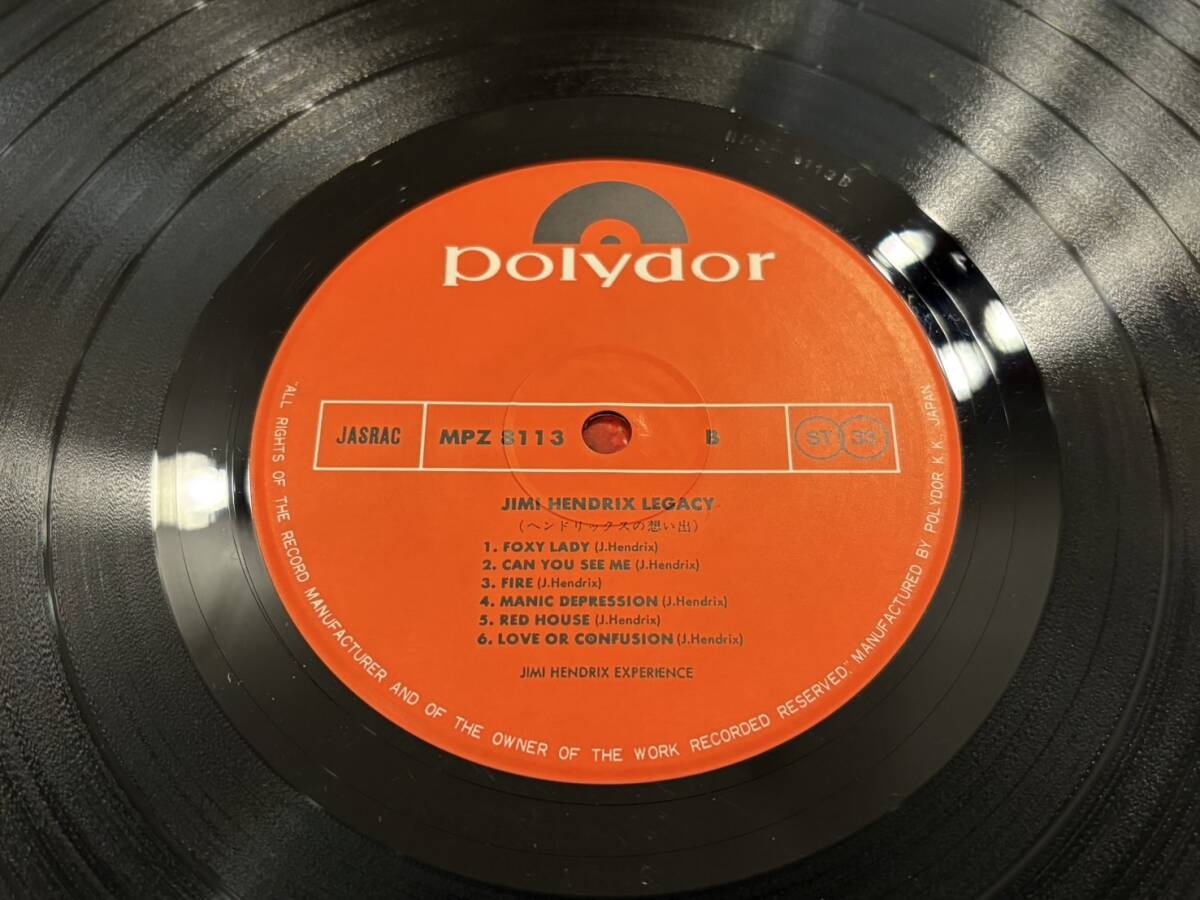 polydor
JASRAC MPZ 8113 B ST 33
JIMI HENDRIX LEGACY
(ヘンドリックスの想い出)
1. FOXY LADY (J.Hendrix)
2. CAN YOU SEE ME (J.Hendrix)
3. FIRE (J.Hendrix)
4. MANIC DEPRESSION (J.Hendrix)
5. RED HOUSE (J.Hendrix)
6. LOVE OR CONFUSION (J.Hendrix)
JIMI HENDRIX EXPERIENCE
"ALL RIGHTS OF THE RECORD MANUFACTURER AND OF THE OWNER OF THE WORK RECORDED RESERVED," MANUFACTURED BY POLYDOR K.K. JAPAN